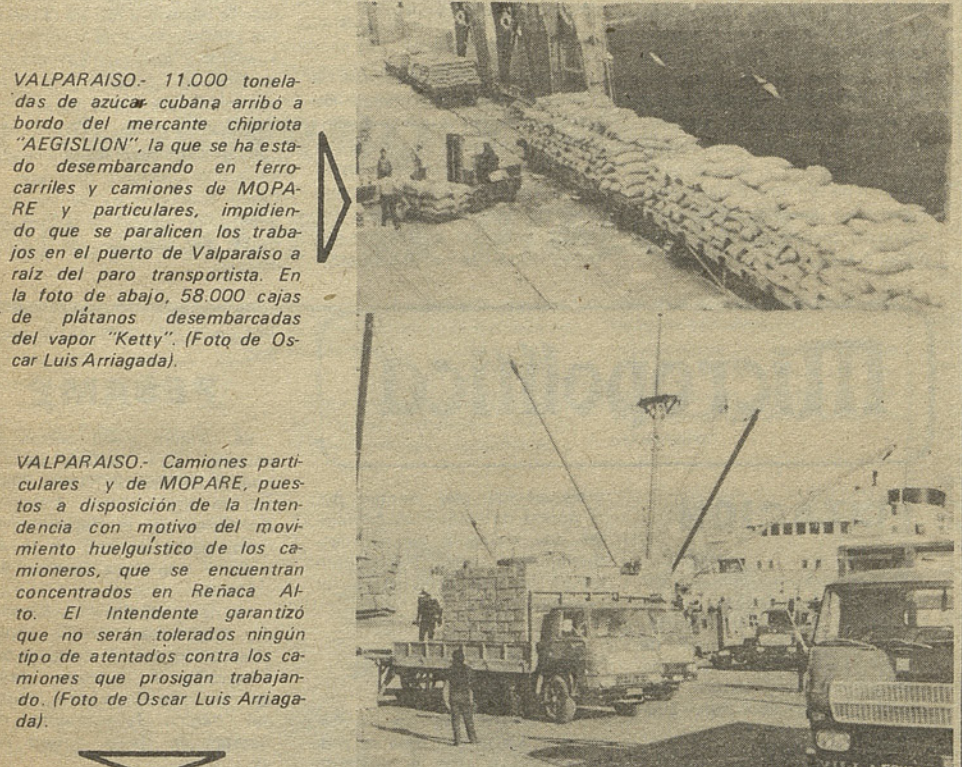 VALPARAISO.- 11.000 tonela-
das de azúcar cubana arribó a
bordo del mercante chipriota
"AEGISLION", la que se ha esta-
do desembarcando en ferro-
carriles y camiones de MOPA-
RE y particulares, impidien-
do que se paralicen los traba-
jos en el puerto de Valparaíso a
raíz del paro transportista. En
la foto de abajo, 58.000 cajas
de plátanos desembarcadas
del vapor "Ketty". (Foto de Os-
car Luis Arriagada).
VALPARAISO.- Camiones parti-
culares y de MOPARE, pues-
tos a disposición de la Inten-
dencia con motivo del movi-
miento huelguístico de los ca-
mioneros, que se encuentran
concentrados en Reñaca Al-
to. El Intendente garantizó
que no serán tolerados ningún
tipo de atentados contra los ca-
miones que prosigan trabajan-
do. (Foto de Oscar Luis Arriaga-
da).